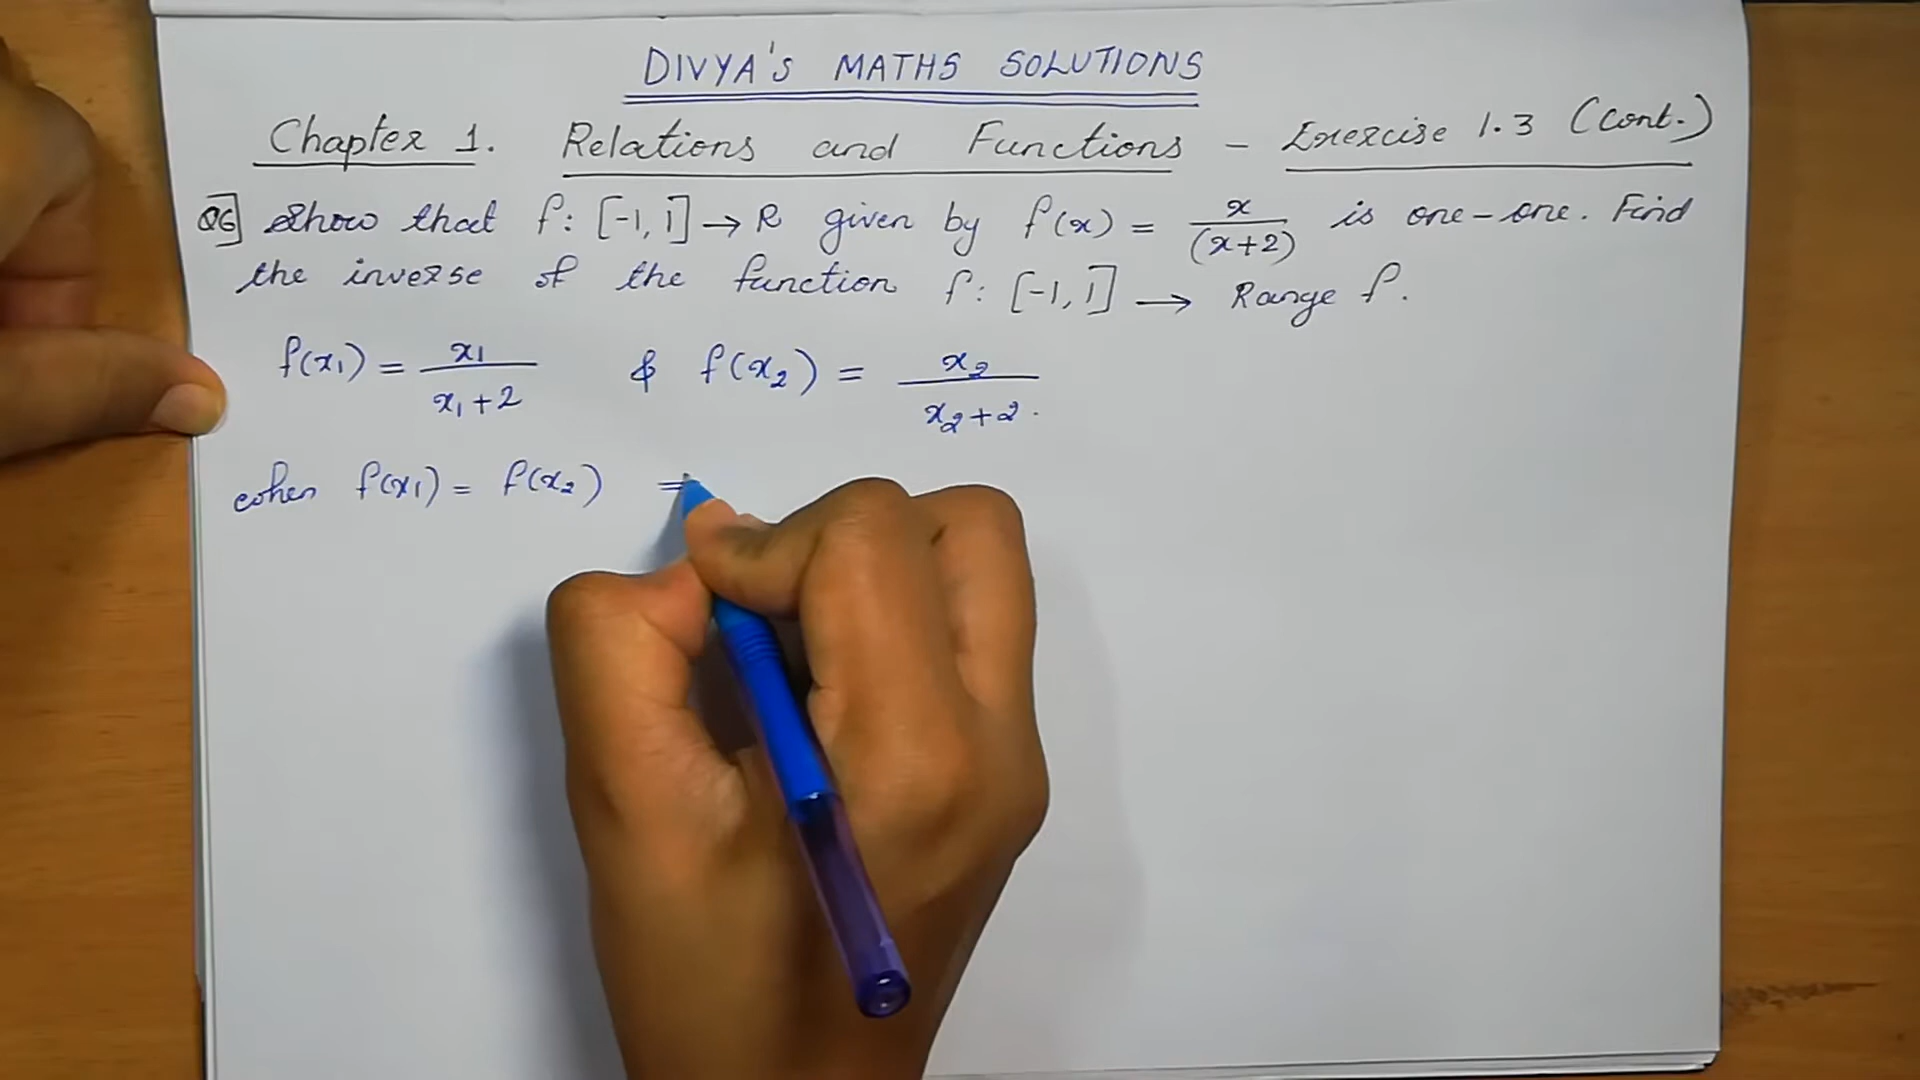 DIVYA'S MATHS SOLUTIONS
Chapter 1. Relations and Functions - Exercise 1.3 (Cont.)
Q6] Show that f: [-1, 1] → R given by f(x) = x/(x+2) is one-one. Find
the inverse of the function f: [-1, 1] → Range f.
f(x₁) = x₁/(x₁+2) & f(x₂) = x₂/(x₂+2).
when f(x₁) = f(x₂) =